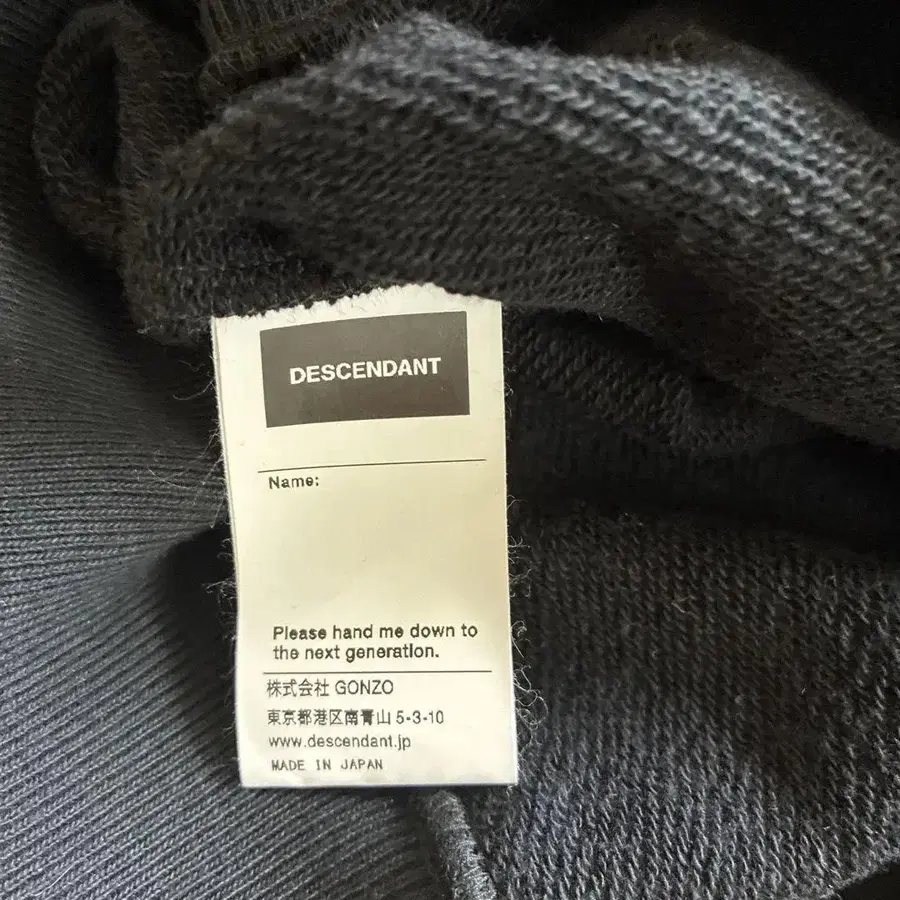 DESCENDANT
Name:
Please hand me down to
the next generation.
株式会社 GONZO
東京都港区南青山 5-3-10
www.descendant.jp
MADE IN JAPAN